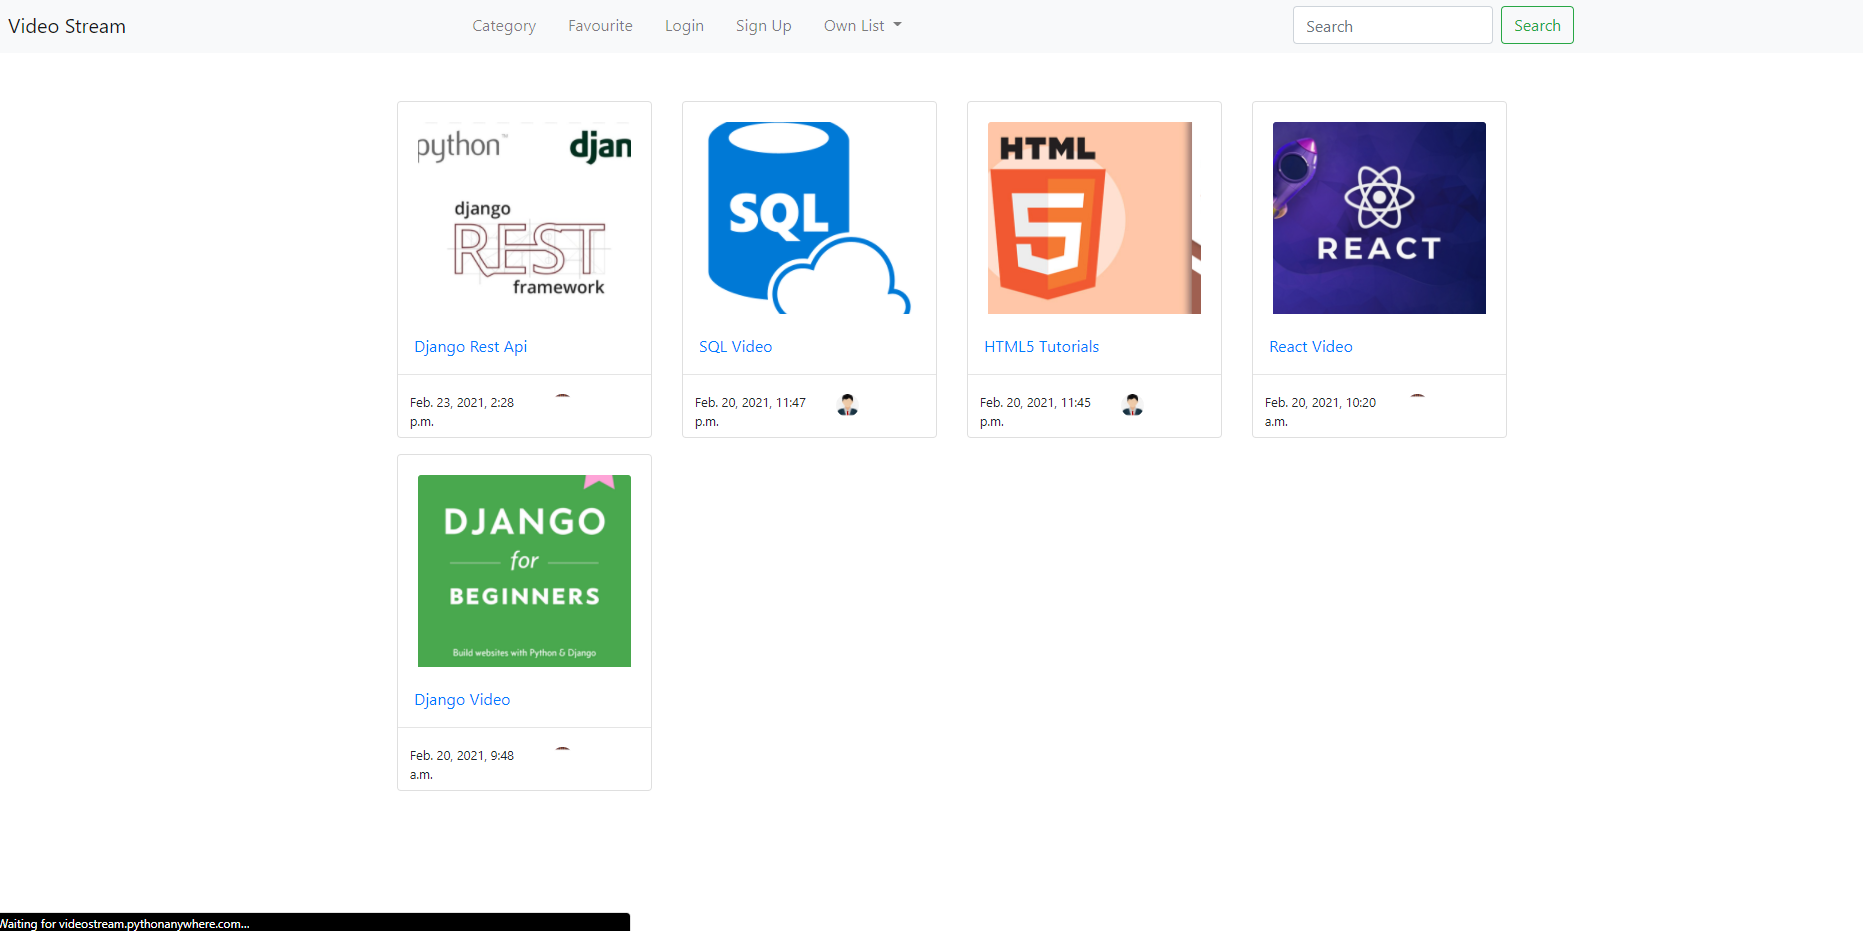 Video Stream
Category
Favourite
Login
Sign Up
Own List
Search
Search
python™
djan
django
REST
framework
Django Rest Api
Feb. 23, 2021, 2:28
p.m.
SQL
SQL Video
Feb. 20, 2021, 11:47
p.m.
HTML
5
HTML5 Tutorials
Feb. 20, 2021, 11:45
p.m.
REACT
React Video
Feb. 20, 2021, 10:20
a.m.
DJANGO
for
BEGINNERS
Build websites with Python & Django
Django Video
Feb. 20, 2021, 9:48
a.m.
Waiting for videostream.pythonanywhere.com...